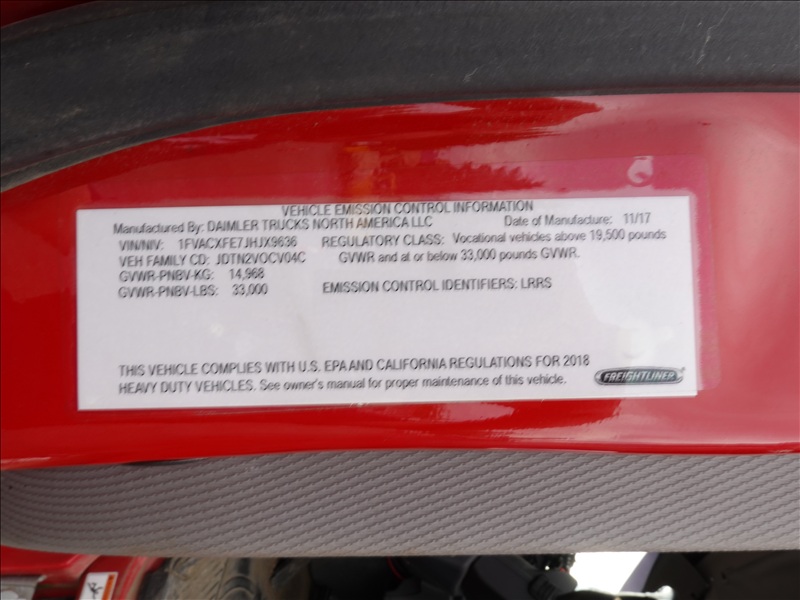 VEHICLE EMISSION CONTROL INFORMATION
Manufactured By: DAIMLER TRUCKS NORTH AMERICA LLC Date of Manufacture: 11/17
VIN/NIV: 1FVACXFE7JHJX9636 REGULATORY CLASS: Vocational vehicles above 19,500 pounds
VEH FAMILY CD: JDTN2VOCV04C GVWR and at or below 33,000 pounds GVWR.
GVWR-PNBV-KG: 14,968
GVWR-PNBV-LBS: 33,000 EMISSION CONTROL IDENTIFIERS: LRRS
THIS VEHICLE COMPLIES WITH U.S. EPA AND CALIFORNIA REGULATIONS FOR 2018
HEAVY DUTY VEHICLES. See owner's manual for proper maintenance of this vehicle.
FREIGHTLINER